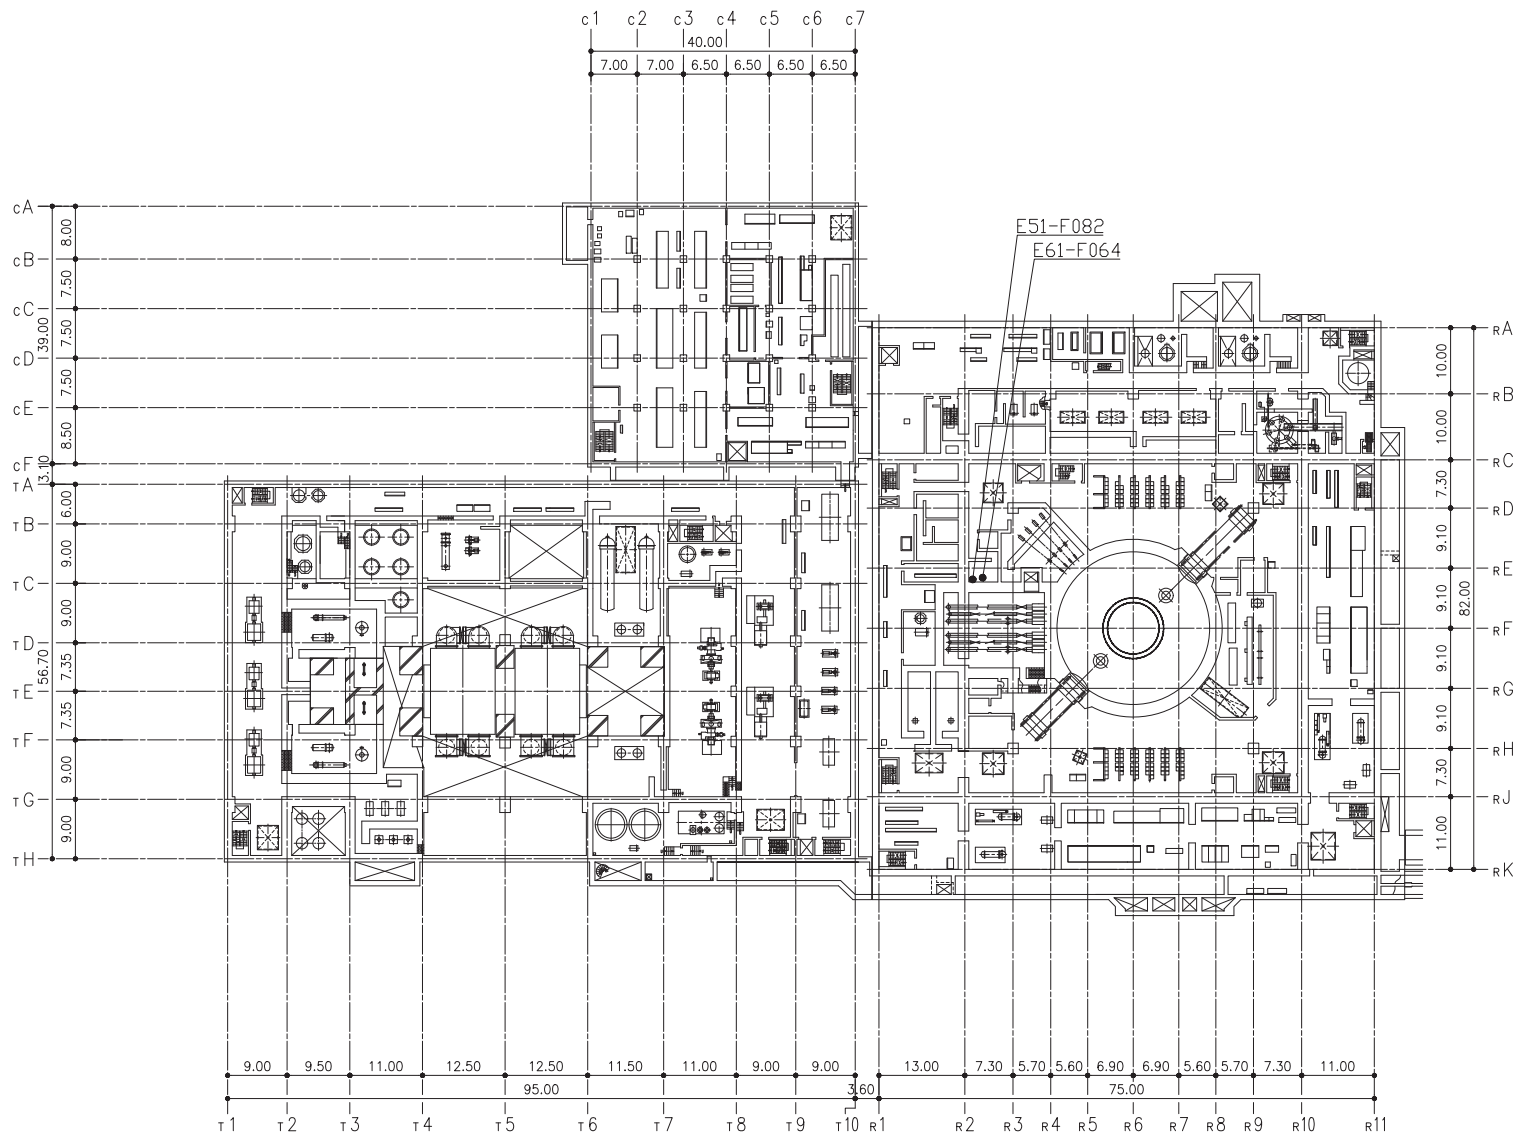 c1 c2 c3 c4 c5 c6 c7
40.00
7.00 7.00 6.50 6.50 6.50 6.50
cA
8.00
cB
7.50
cC
7.50
39.00
cD
7.50
cE
8.50
cF
3.10
TA
6.00
TB
9.00
TC
9.00
TD
7.35
56.70
TE
7.35
TF
9.00
TG
9.00
TH
E51-F082
E61-F064
RA
10.00
RB
10.00
RC
7.30
RD
9.10
RE
9.10
82.00
RF
9.10
RG
9.10
RH
7.30
RJ
11.00
RK
9.00 9.50 11.00 12.50 12.50 11.50 11.00 9.00 9.00 13.00 7.30 5.70 5.60 6.90 6.90 5.60 5.70 7.30 11.00
95.00 3.60 75.00
T1 T2 T3 T4 T5 T6 T7 T8 T9 T10 R1 R2 R3 R4 R5 R6 R7 R8 R9 R10 R11